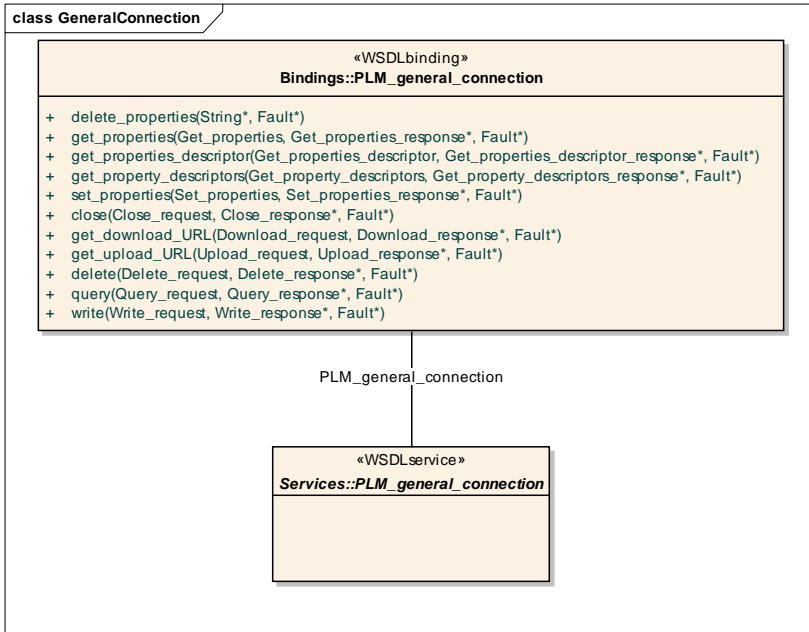 class GeneralConnection
«WSDLbinding»
Bindings::PLM_general_connection
+ delete_properties(String*, Fault*)
+ get_properties(Get_properties, Get_properties_response*, Fault*)
+ get_properties_descriptor(Get_properties_descriptor, Get_properties_descriptor_response*, Fault*)
+ get_property_descriptors(Get_property_descriptors, Get_property_descriptors_response*, Fault*)
+ set_properties(Set_properties, Set_properties_response*, Fault*)
+ close(Close_request, Close_response*, Fault*)
+ get_download_URL(Download_request, Download_response*, Fault*)
+ get_upload_URL(Upload_request, Upload_response*, Fault*)
+ delete(Delete_request, Delete_response*, Fault*)
+ query(Query_request, Query_response*, Fault*)
+ write(Write_request, Write_response*, Fault*)
PLM_general_connection
«WSDLservice»
Services::PLM_general_connection